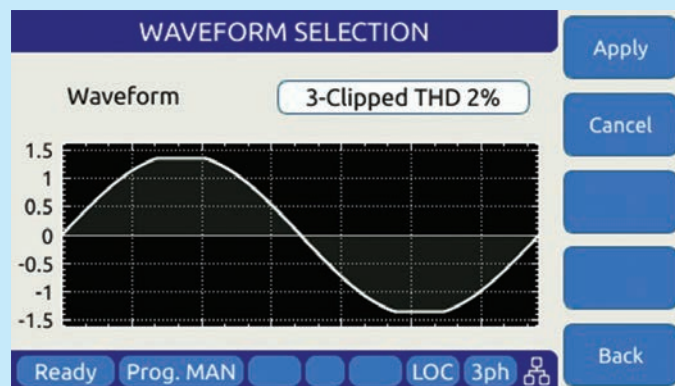 WAVEFORM SELECTION
Waveform
3-Clipped THD 2%
1.5
1
0.5
0
-0.5
-1
-1.5
Ready
Prog. MAN
LOC
3ph
Apply
Cancel
Back